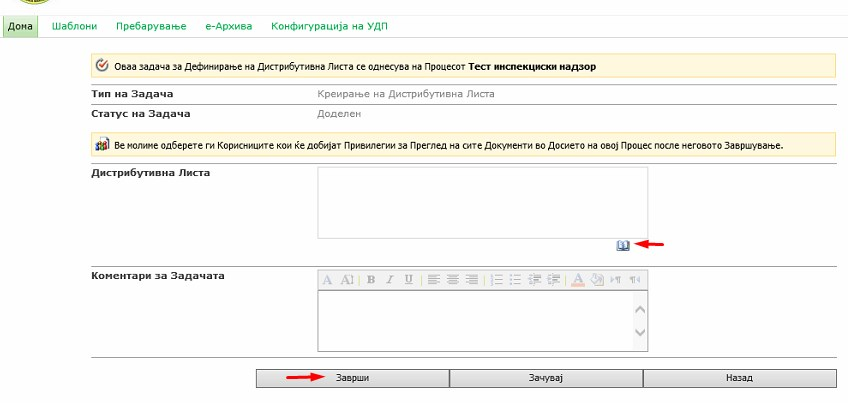 Дома Шаблони Пребарување е-Архива Конфигурација на УДП
Оваа задача за Дефинирање на Дистрибутивна Листа се однесува на Процесот Тест инспекциски надзор
Тип на Задача Креирање на Дистрибутивна Листа
Статус на Задача Доделен
Ве молиме одберете ги Корисниците кои ќе добијат Привилегии за Преглед на сите Документи во Досието на овој Процес после неговото Завршување.
Дистрибутивна Листа
Коментари за Задачата
A A B I U A
Заврши Зачувај Назад